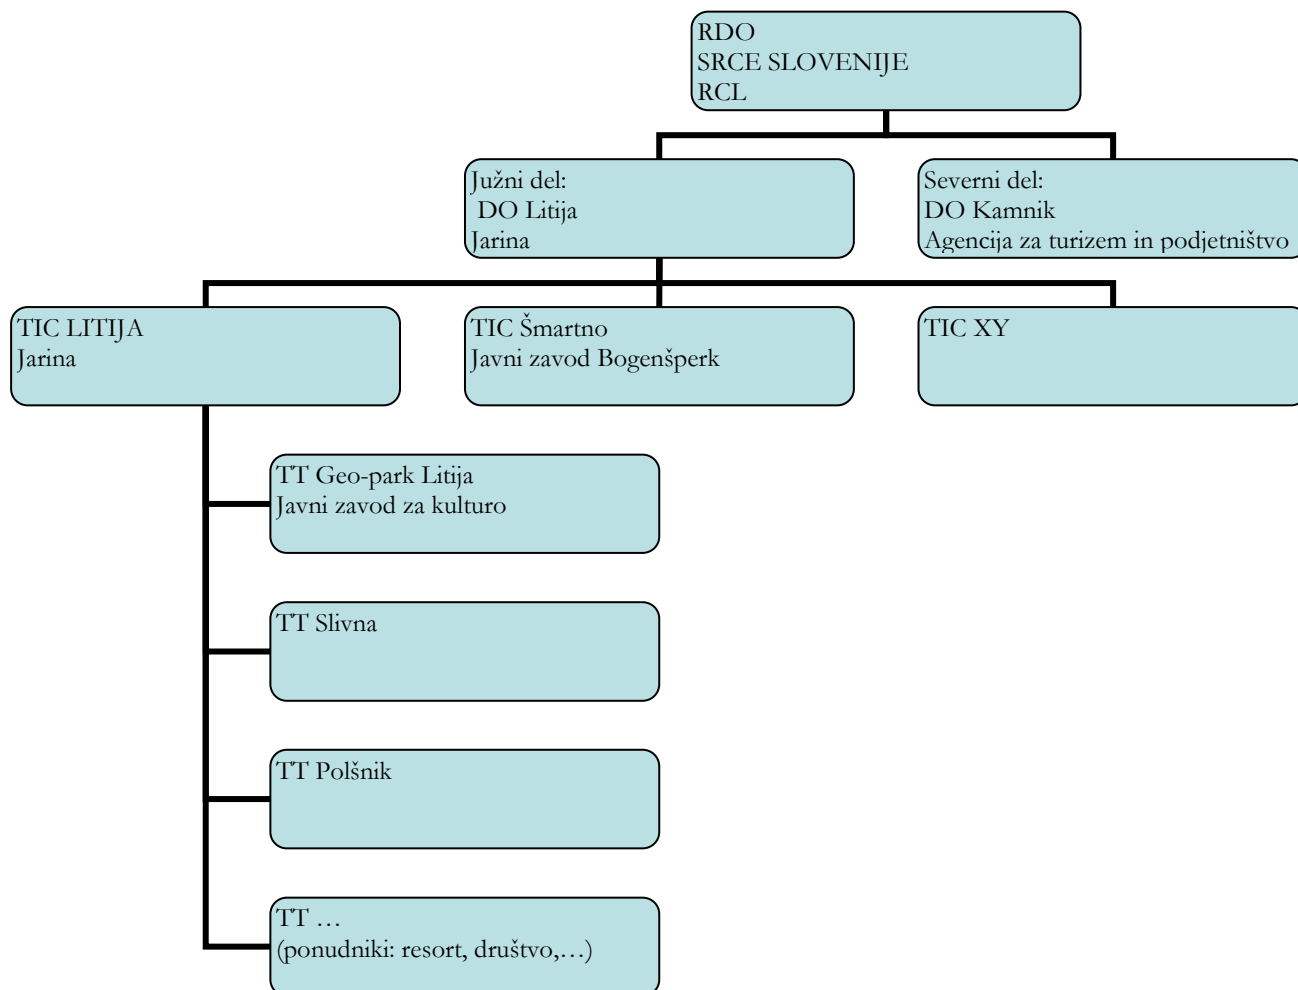 RDO
SRCE SLOVENIJE
RCL
Južni del:
DO Litija
Jarina
Severni del:
DO Kamnik
Agencija za turizem in podjetništvo
TIC LITIJA
Jarina
TIC Šmartno
Javni zavod Bogenšperk
TIC XY
TT Geo-park Litija
Javni zavod za kulturo
TT Slivna
TT Polšnik
TT …
(ponudniki: resort, društvo,…)